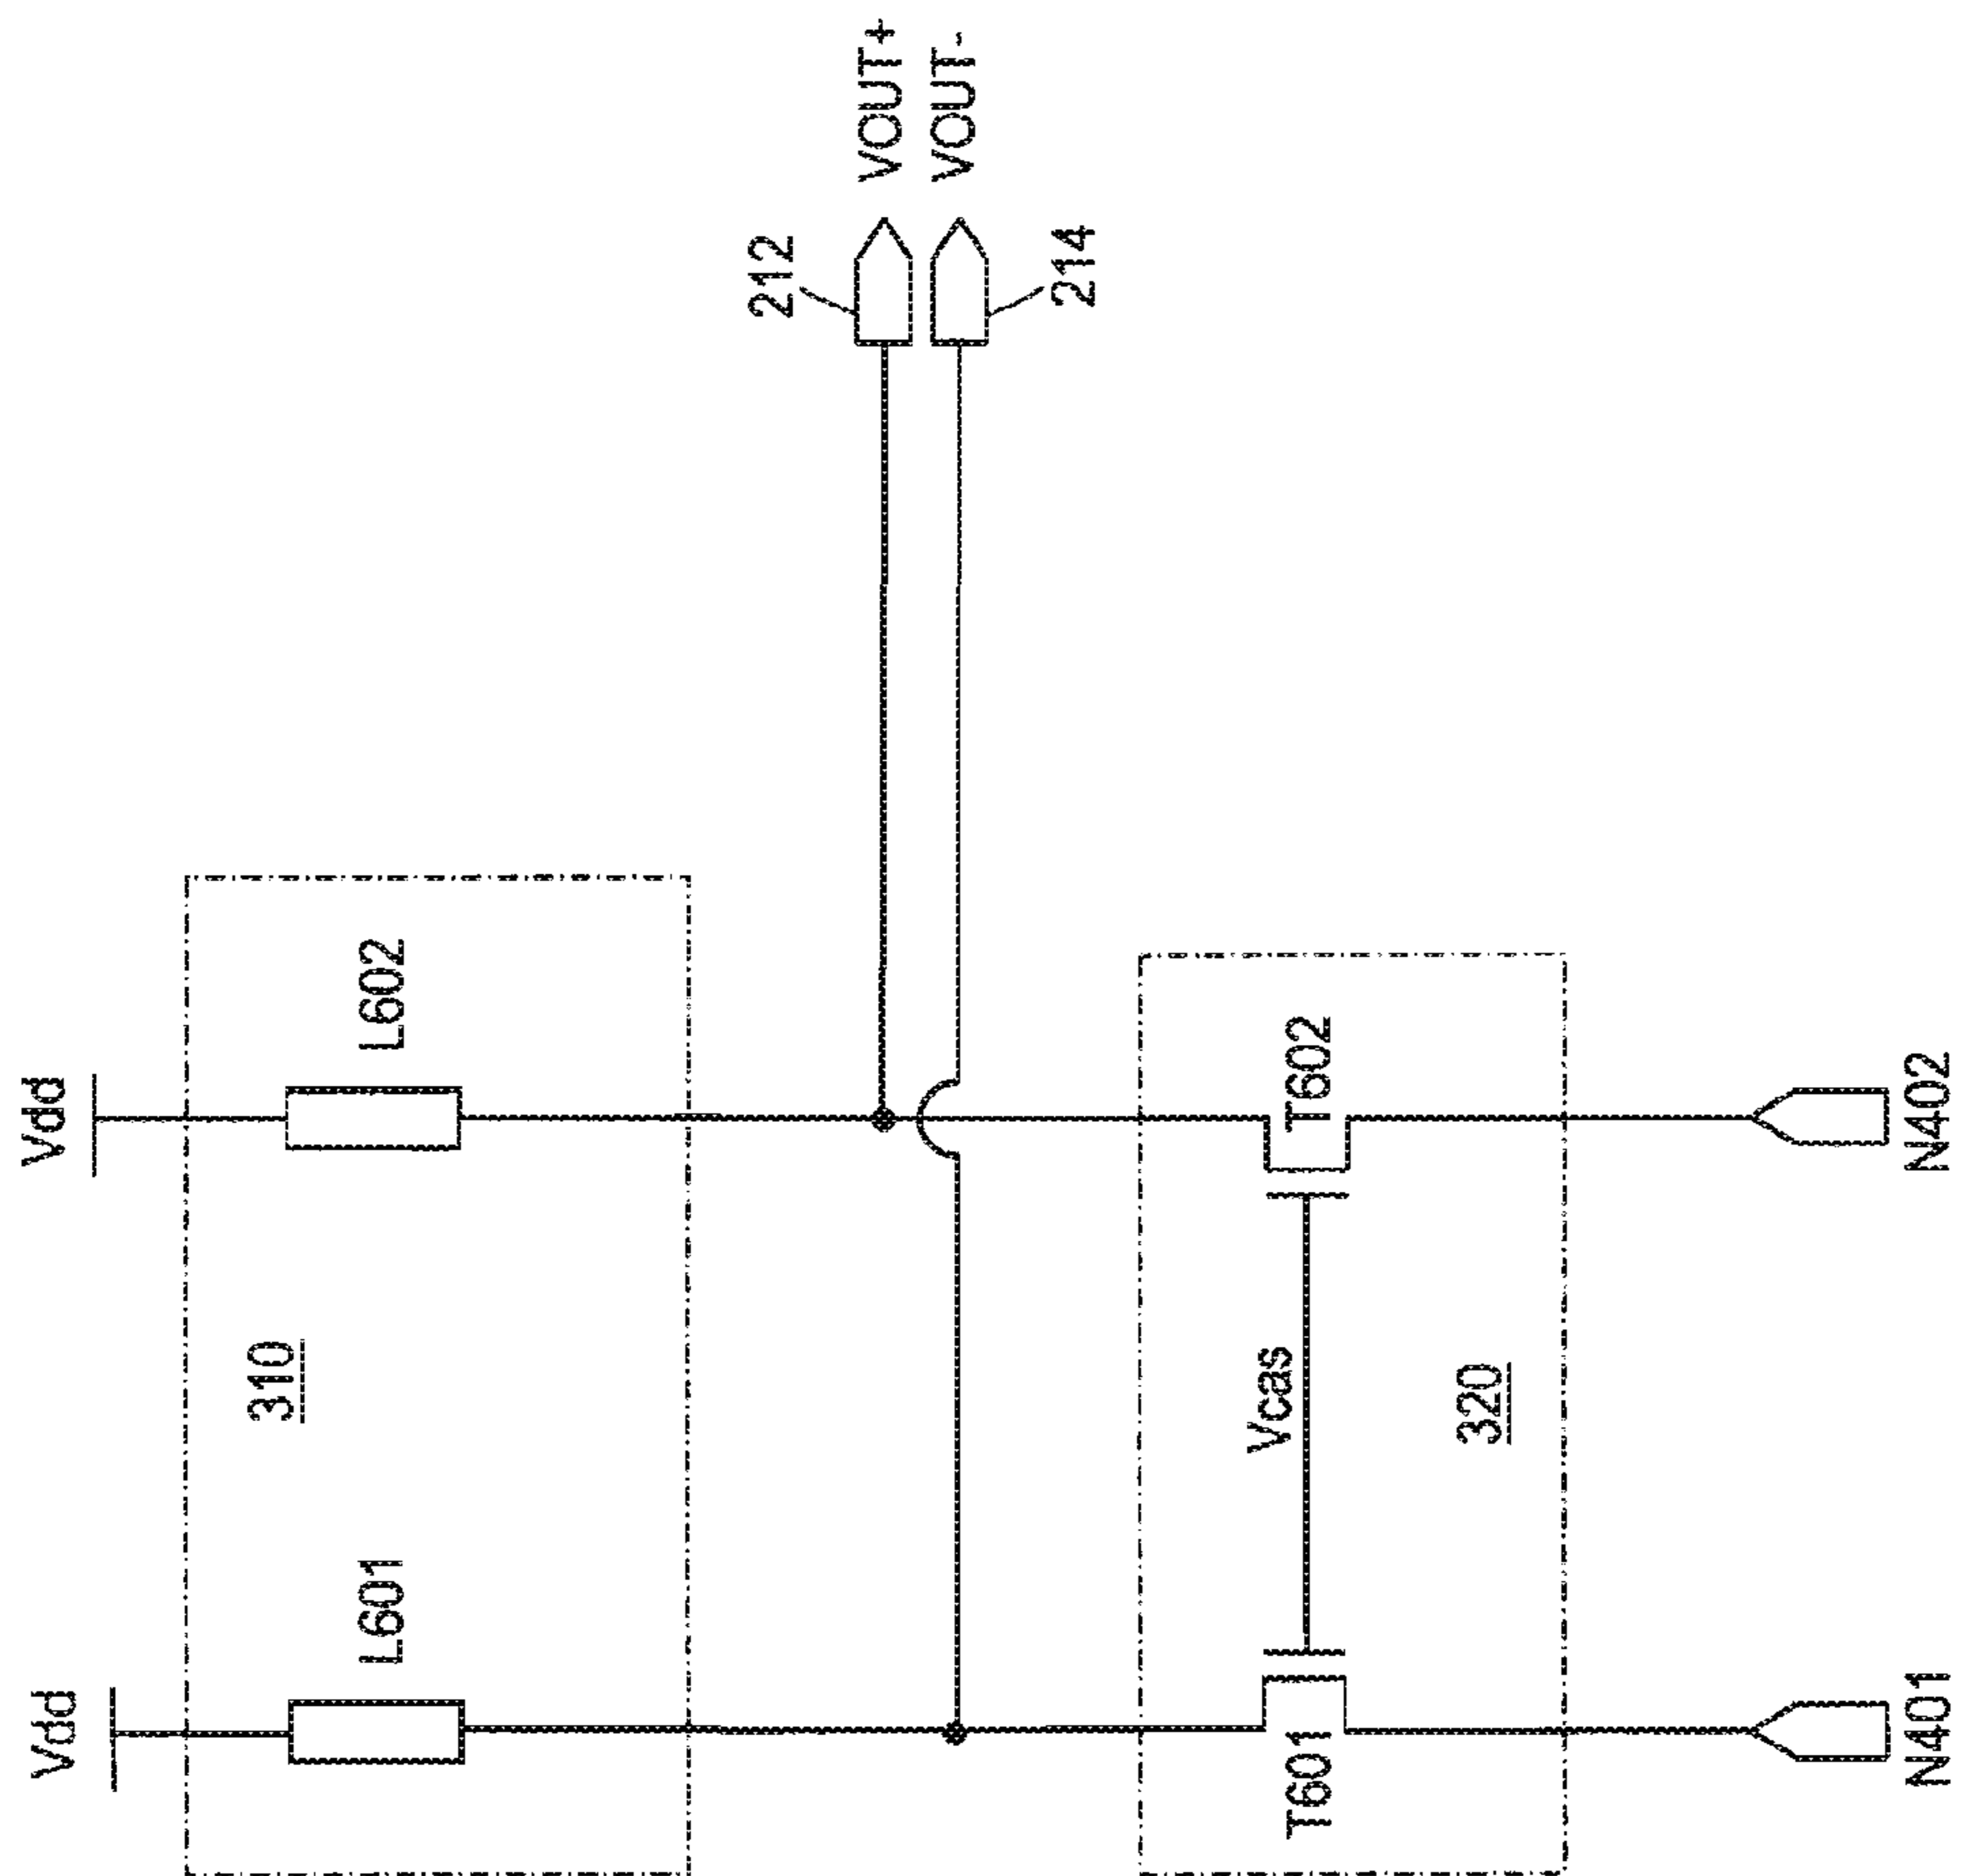 Vdd
Vdd
L601
310
L602
212
VOUT+
VOUT-
214
T601
Vcas
T602
320
N401
N402